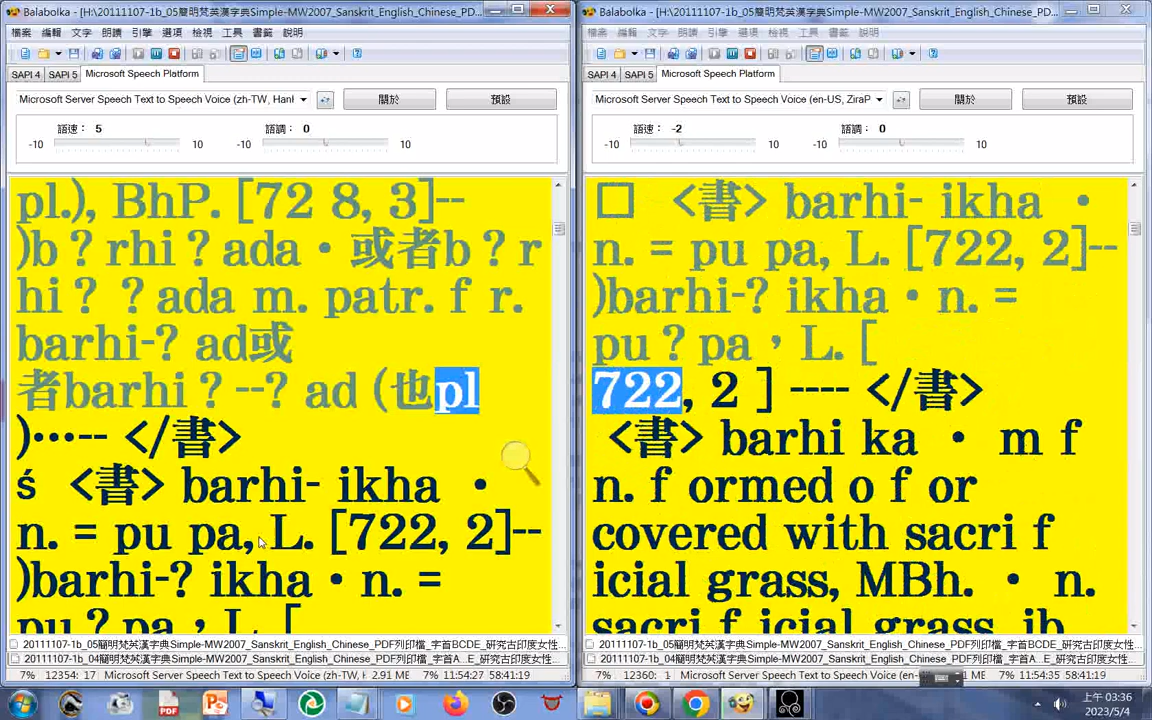 Balabolka - [H:\20111107-1b_05簡明梵英漢字典Simple-MW2007_Sanskrit_English_Chinese_PD...
檔案 編輯 文字 朗讀 引擎 選項 檢視 工具 書籤 說明
SAPI 4 SAPI 5 Microsoft Speech Platform
Microsoft Server Speech Text to Speech Voice (zh-TW, Hanl 關於 預設
語速： 5 語調： 0
-10 10 -10 10
pl.), BhP. [72 8, 3]--
)b？rhi？ada‧或者b？r
hi？？ada m. patr. f r.
barhi-? ad或
者barhi？--? ad (也pl
)…-- </書>
ś <書> barhi- ikha ‧
n. = pu pa, L. [722, 2]--
)barhi-? ikha‧n. =
pu？pa，L. [
20111107-1b_05簡明梵英漢字典Simple-MW2007_Sanskrit_English_Chinese_PDF列印檔_字首BCDE_研究古印度女性...
20111107-1b_04簡明梵英漢字典Simple-MW2007_Sanskrit_English_Chinese_PDF列印檔_字首A...E_研究古印度女性...
7% 12354: 17 Microsoft Server Speech Text to Speech Voice (zh-TW, 2.91 MB 7% 11:54:27 58:41:19
Balabolka - [H:\20111107-1b_05簡明梵英漢字典Simple-MW2007_Sanskrit_English_Chinese_PD...
檔案 編輯 文字 朗讀 引擎 選項 檢視 工具 書籤 說明
SAPI 4 SAPI 5 Microsoft Speech Platform
Microsoft Server Speech Text to Speech Voice (en-US, ZiraP 關於 預設
語速： -2 語調： 0
-10 10 -10 10
□ <書> barhi- ikha ‧
n. = pu pa, L. [722, 2]--
)barhi-? ikha‧n. =
pu？pa，L. [
722, 2 ] ---- </書>
<書> barhi ka ‧ m f
n. f ormed o f or
covered with sacri f
icial grass, MBh. ‧ n.
sacri f icial grass, ib
20111107-1b_05簡明梵英漢字典Simple-MW2007_Sanskrit_English_Chinese_PDF列印檔_字首BCDE_研究古印度女性...
20111107-1b_04簡明梵英漢字典Simple-MW2007_Sanskrit_English_Chinese_PDF列印檔_字首A...E_研究古印度女性...
7% 12360: 1 Microsoft Server Speech Text to Speech Voice (en-US, MB 7% 11:54:35 58:41:19
PDF
上午 03:36
2023/5/4